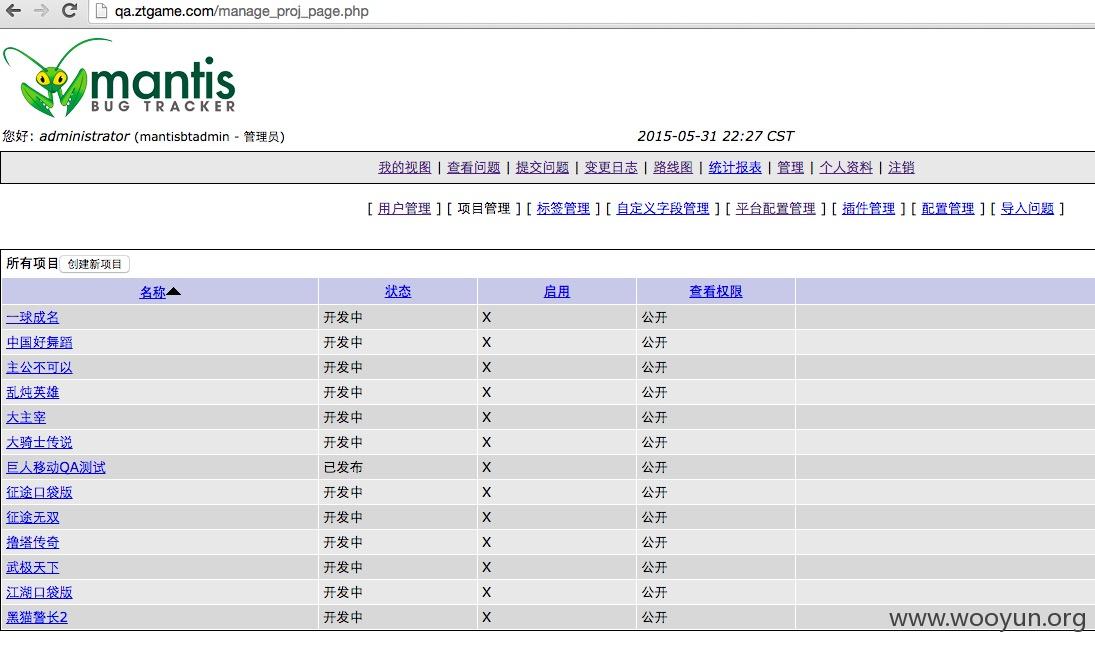 qa.ztgame.com/manage_proj_page.php
mantis
BUG TRACKER
您好: administrator (mantisbtadmin - 管理员)
2015-05-31 22:27 CST
我的视图 | 查看问题 | 提交问题 | 变更日志 | 路线图 | 统计报表 | 管理 | 个人资料 | 注销
[ 用户管理 ] [ 项目管理 ] [ 标签管理 ] [ 自定义字段管理 ] [ 平台配置管理 ] [ 插件管理 ] [ 配置管理 ] [ 导入问题 ]
所有项目 创建新项目
名称 状态 启用 查看权限
一球成名 开发中 X 公开
中国好舞蹈 开发中 X 公开
主公不可以 开发中 X 公开
乱炖英雄 开发中 X 公开
大主宰 开发中 X 公开
大骑士传说 开发中 X 公开
巨人移动QA测试 已发布 X 公开
征途口袋版 开发中 X 公开
征途无双 开发中 X 公开
撸塔传奇 开发中 X 公开
武极天下 开发中 X 公开
江湖口袋版 开发中 X 公开
黑猫警长2 开发中 X 公开
www.wooyun.org